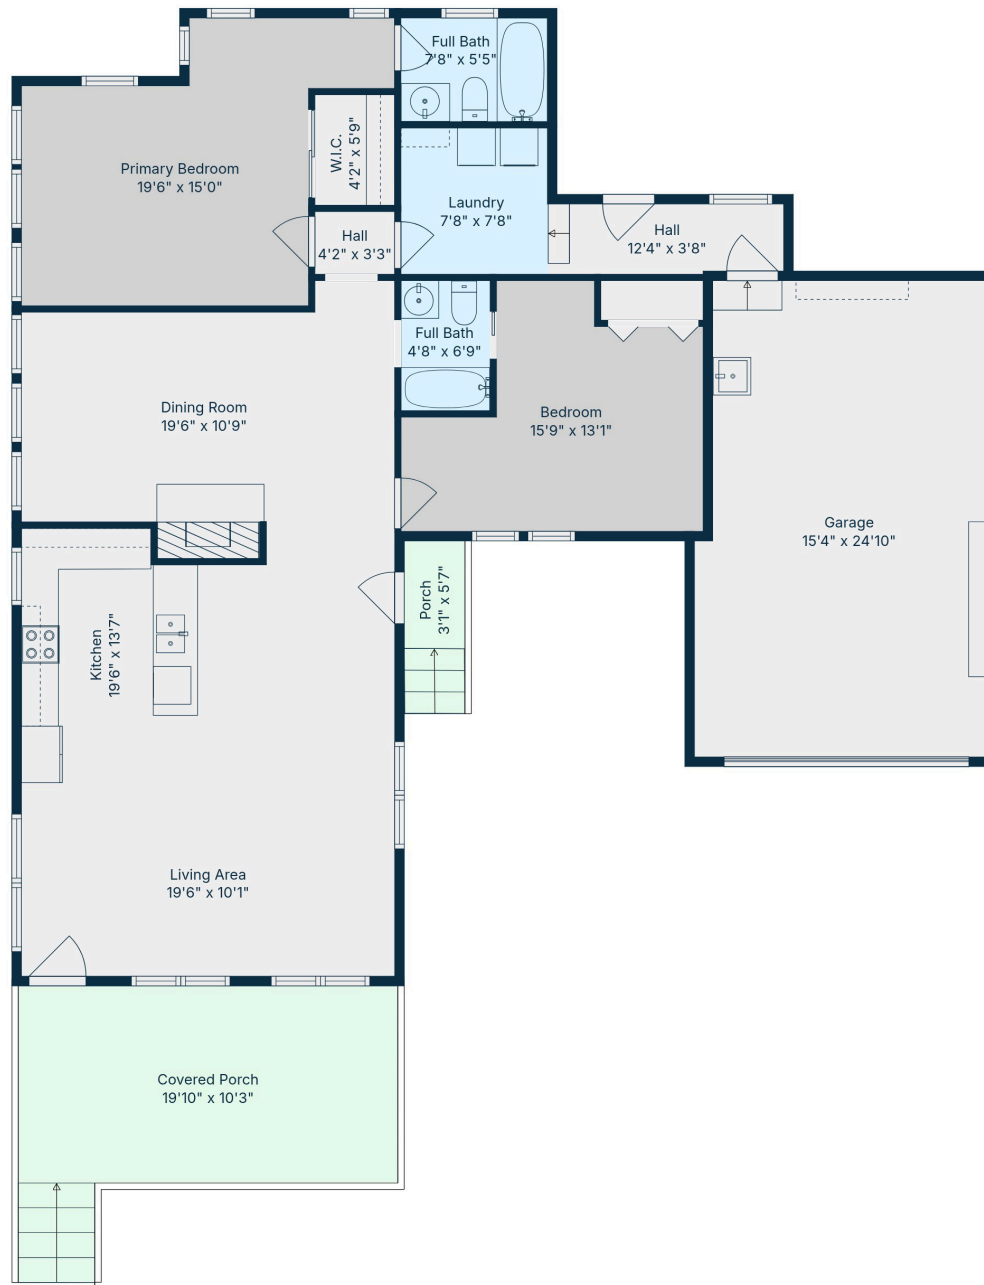 Full Bath
7'8" x 5'5"
Primary Bedroom
19'6" x 15'0"
W.I.C.
4'2" x 5'9"
Laundry
7'8" x 7'8"
Hall
4'2" x 3'3"
Hall
12'4" x 3'8"
Full Bath
4'8" x 6'9"
Dining Room
19'6" x 10'9"
Bedroom
15'9" x 13'1"
Garage
15'4" x 24'10"
Porch
3'1" x 5'7"
Kitchen
19'6" x 13'7"
Living Area
19'6" x 10'1"
Covered Porch
19'10" x 10'3"